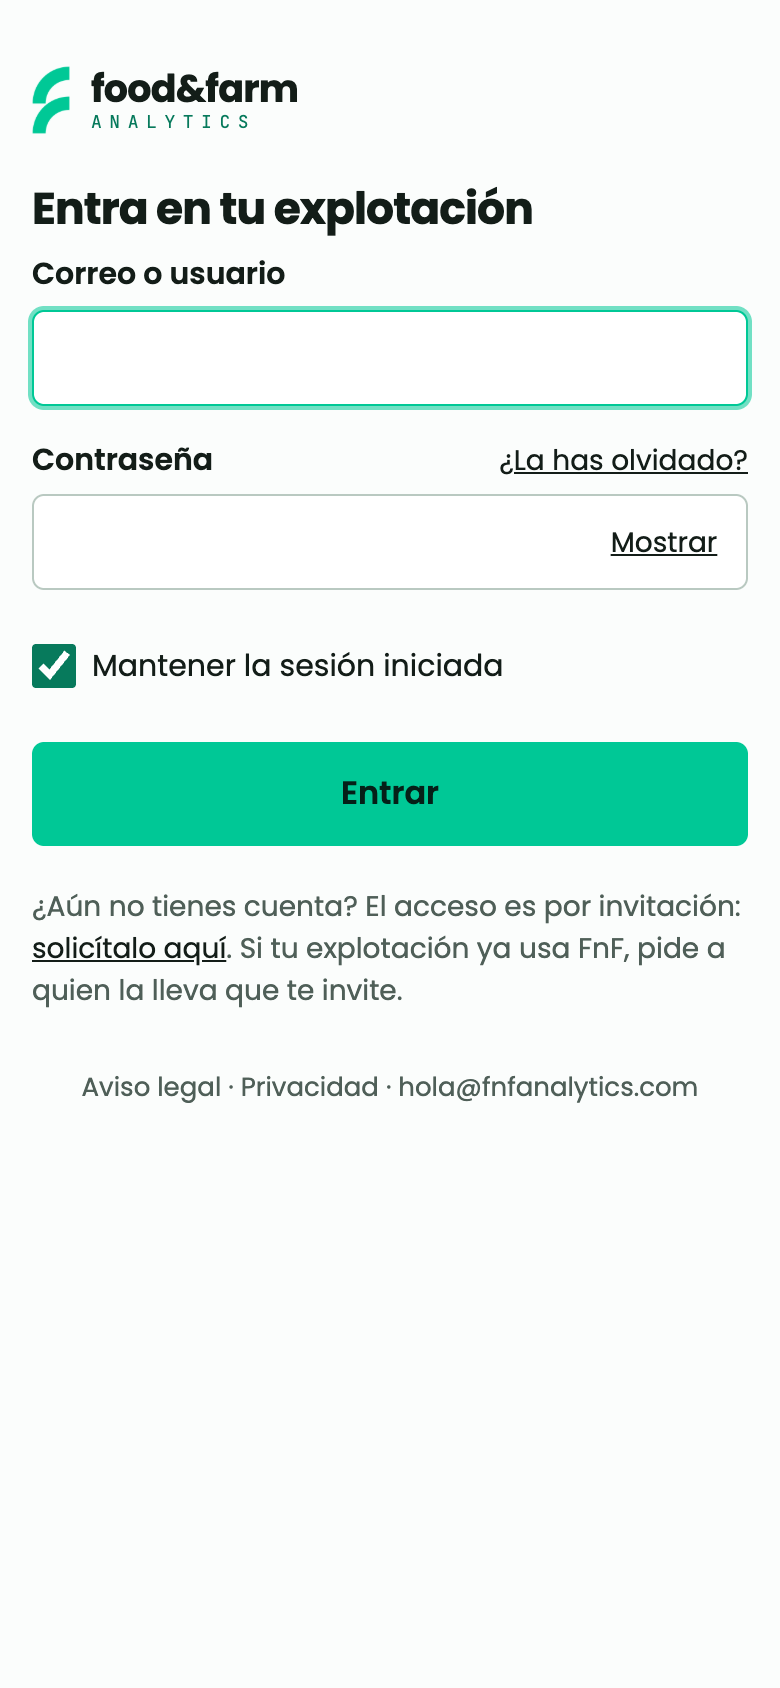 food&farm
ANALYTICS
Entra en tu explotación
Correo o usuario
Contraseña ¿La has olvidado?
Mostrar
Mantener la sesión iniciada
Entrar
¿Aún no tienes cuenta? El acceso es por invitación:
solicítalo aquí. Si tu explotación ya usa FnF, pide a
quien la lleva que te invite.
Aviso legal · Privacidad · hola@fnfanalytics.com